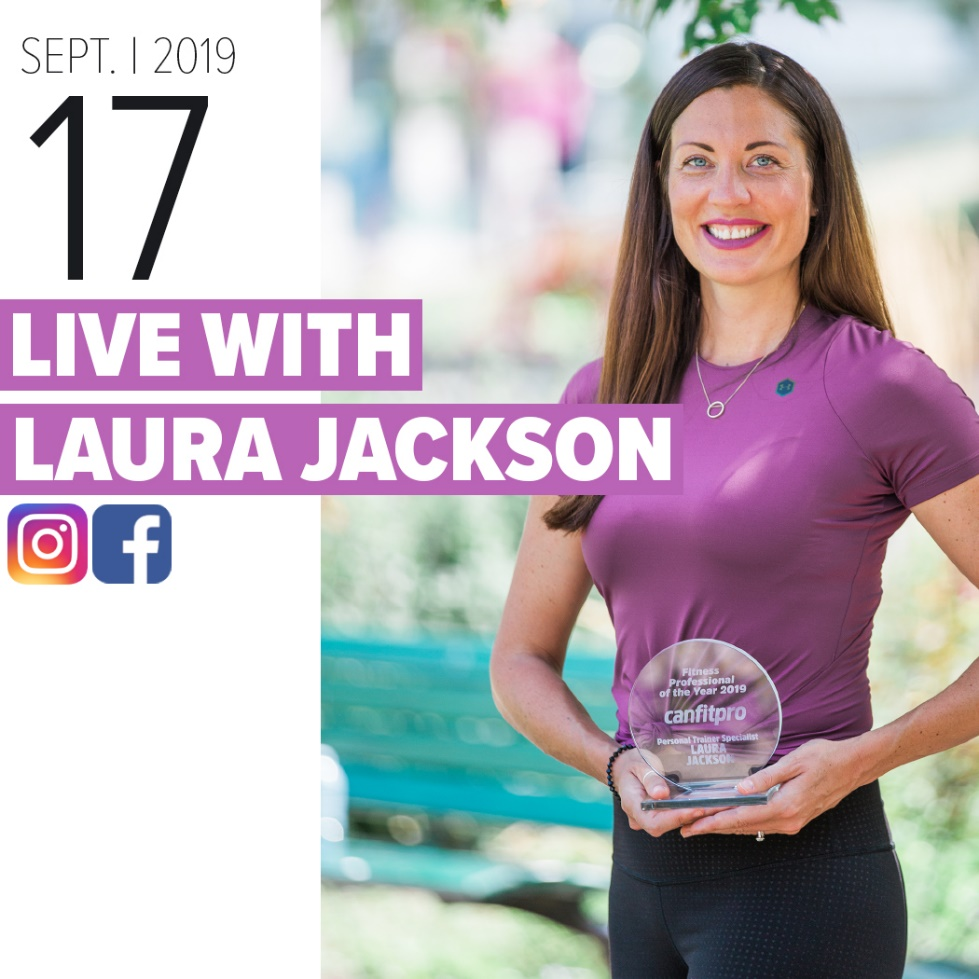 SEPT. | 2019
17
LIVE WITH
LAURA JACKSON
Fitness
Professional
of the Year 2019
canfitpro
Personal Trainer Specialist
LAURA
JACKSON